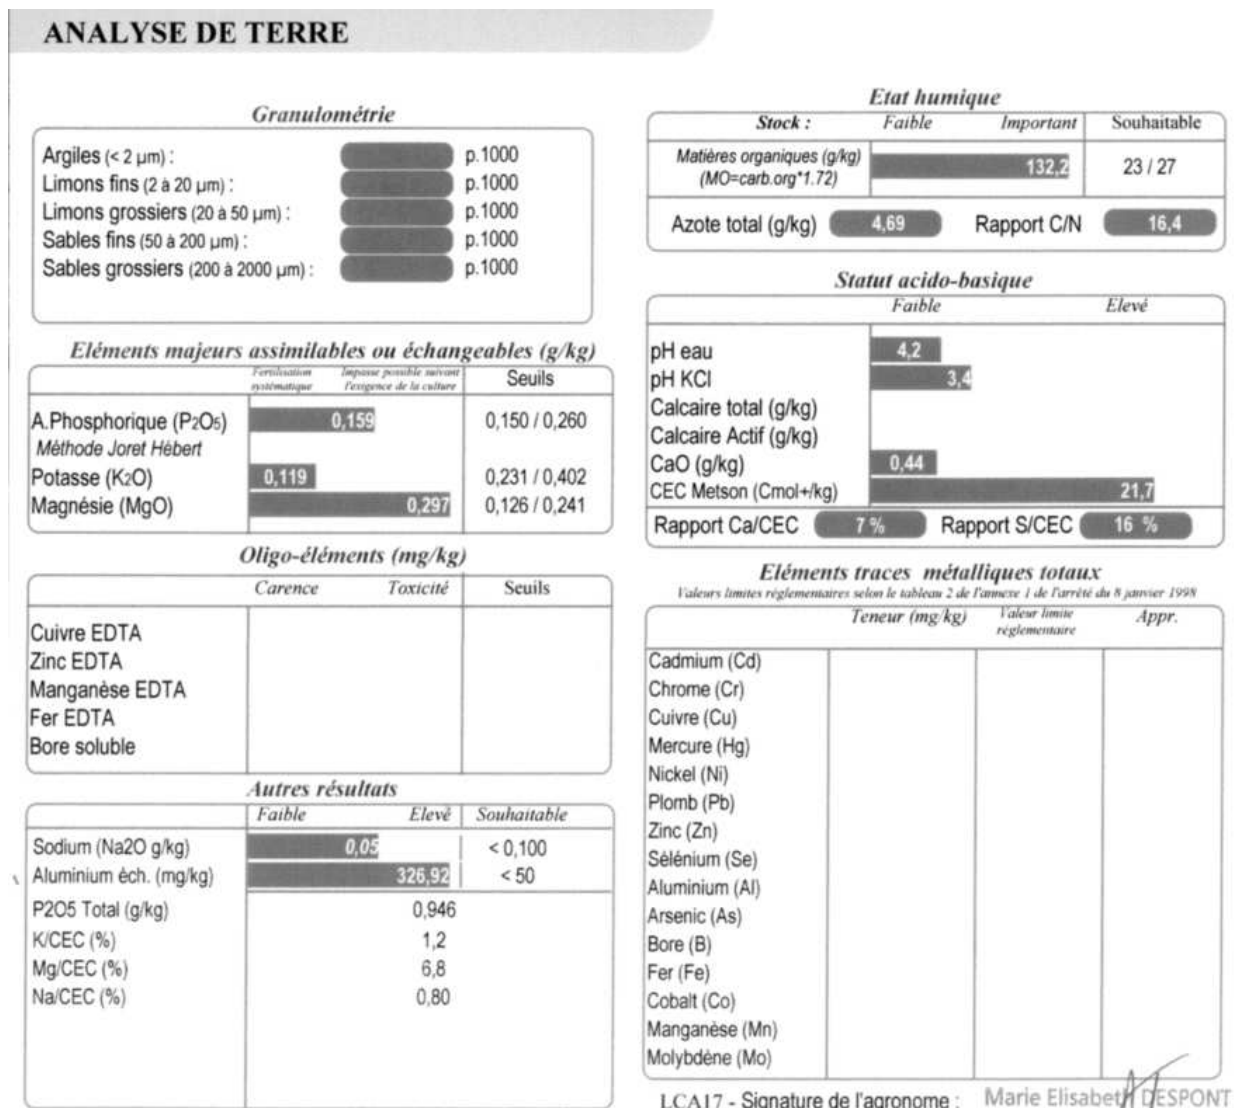 ANALYSE DE TERRE
Granulométrie
Argiles (< 2 µm) : p.1000
Limons fins (2 à 20 µm) : p.1000
Limons grossiers (20 à 50 µm) : p.1000
Sables fins (50 à 200 µm) : p.1000
Sables grossiers (200 à 2000 µm) : p.1000
Eléments majeurs assimilables ou échangeables (g/kg)
Fertilisation systématique
Impasse possible suivant l'exigence de la culture
Seuils
A.Phosphorique (P2O5) 0,159 0,150 / 0,260
Méthode Joret Hébert
Potasse (K2O) 0,119 0,231 / 0,402
Magnésie (MgO) 0,297 0,126 / 0,241
Oligo-éléments (mg/kg)
Carence Toxicité Seuils
Cuivre EDTA
Zinc EDTA
Manganèse EDTA
Fer EDTA
Bore soluble
Autres résultats
Faible Elevé Souhaitable
Sodium (Na2O g/kg) 0,05 < 0,100
Aluminium éch. (mg/kg) 326,92 < 50
P2O5 Total (g/kg) 0,946
K/CEC (%) 1,2
Mg/CEC (%) 6,8
Na/CEC (%) 0,80
Etat humique
Stock : Faible Important Souhaitable
Matières organiques (g/kg) 132,2 23 / 27
(MO=carb.org*1.72)
Azote total (g/kg) 4,69 Rapport C/N 16,4
Statut acido-basique
Faible Elevé
pH eau 4,2
pH KCl 3,4
Calcaire total (g/kg)
Calcaire Actif (g/kg)
CaO (g/kg) 0,44
CEC Metson (Cmol+/kg) 21,7
Rapport Ca/CEC 7 % Rapport S/CEC 16 %
Eléments traces métalliques totaux
Valeurs limites réglementaires selon le tableau 2 de l'annexe 1 de l'arrêté du 8 janvier 1998
Teneur (mg/kg) Valeur limite réglementaire Appr.
Cadmium (Cd)
Chrome (Cr)
Cuivre (Cu)
Mercure (Hg)
Nickel (Ni)
Plomb (Pb)
Zinc (Zn)
Sélénium (Se)
Aluminium (Al)
Arsenic (As)
Bore (B)
Fer (Fe)
Cobalt (Co)
Manganèse (Mn)
Molybdène (Mo)
LCA17 - Signature de l'agronome : Marie Elisabeth DESPONT